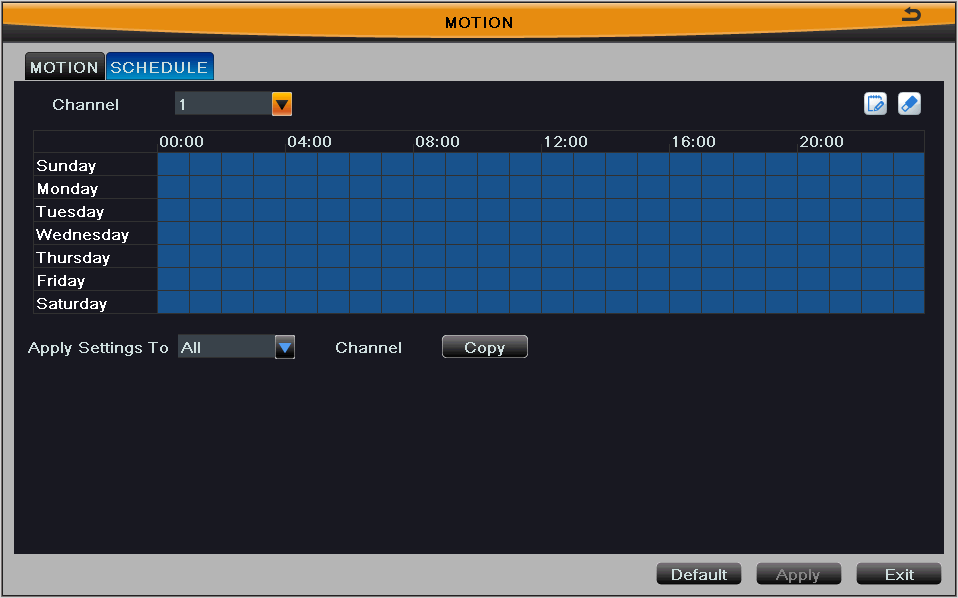 MOTION
MOTION SCHEDULE
Channel 1
00:00 04:00 08:00 12:00 16:00 20:00
Sunday
Monday
Tuesday
Wednesday
Thursday
Friday
Saturday
Apply Settings To All Channel Copy
Default Apply Exit